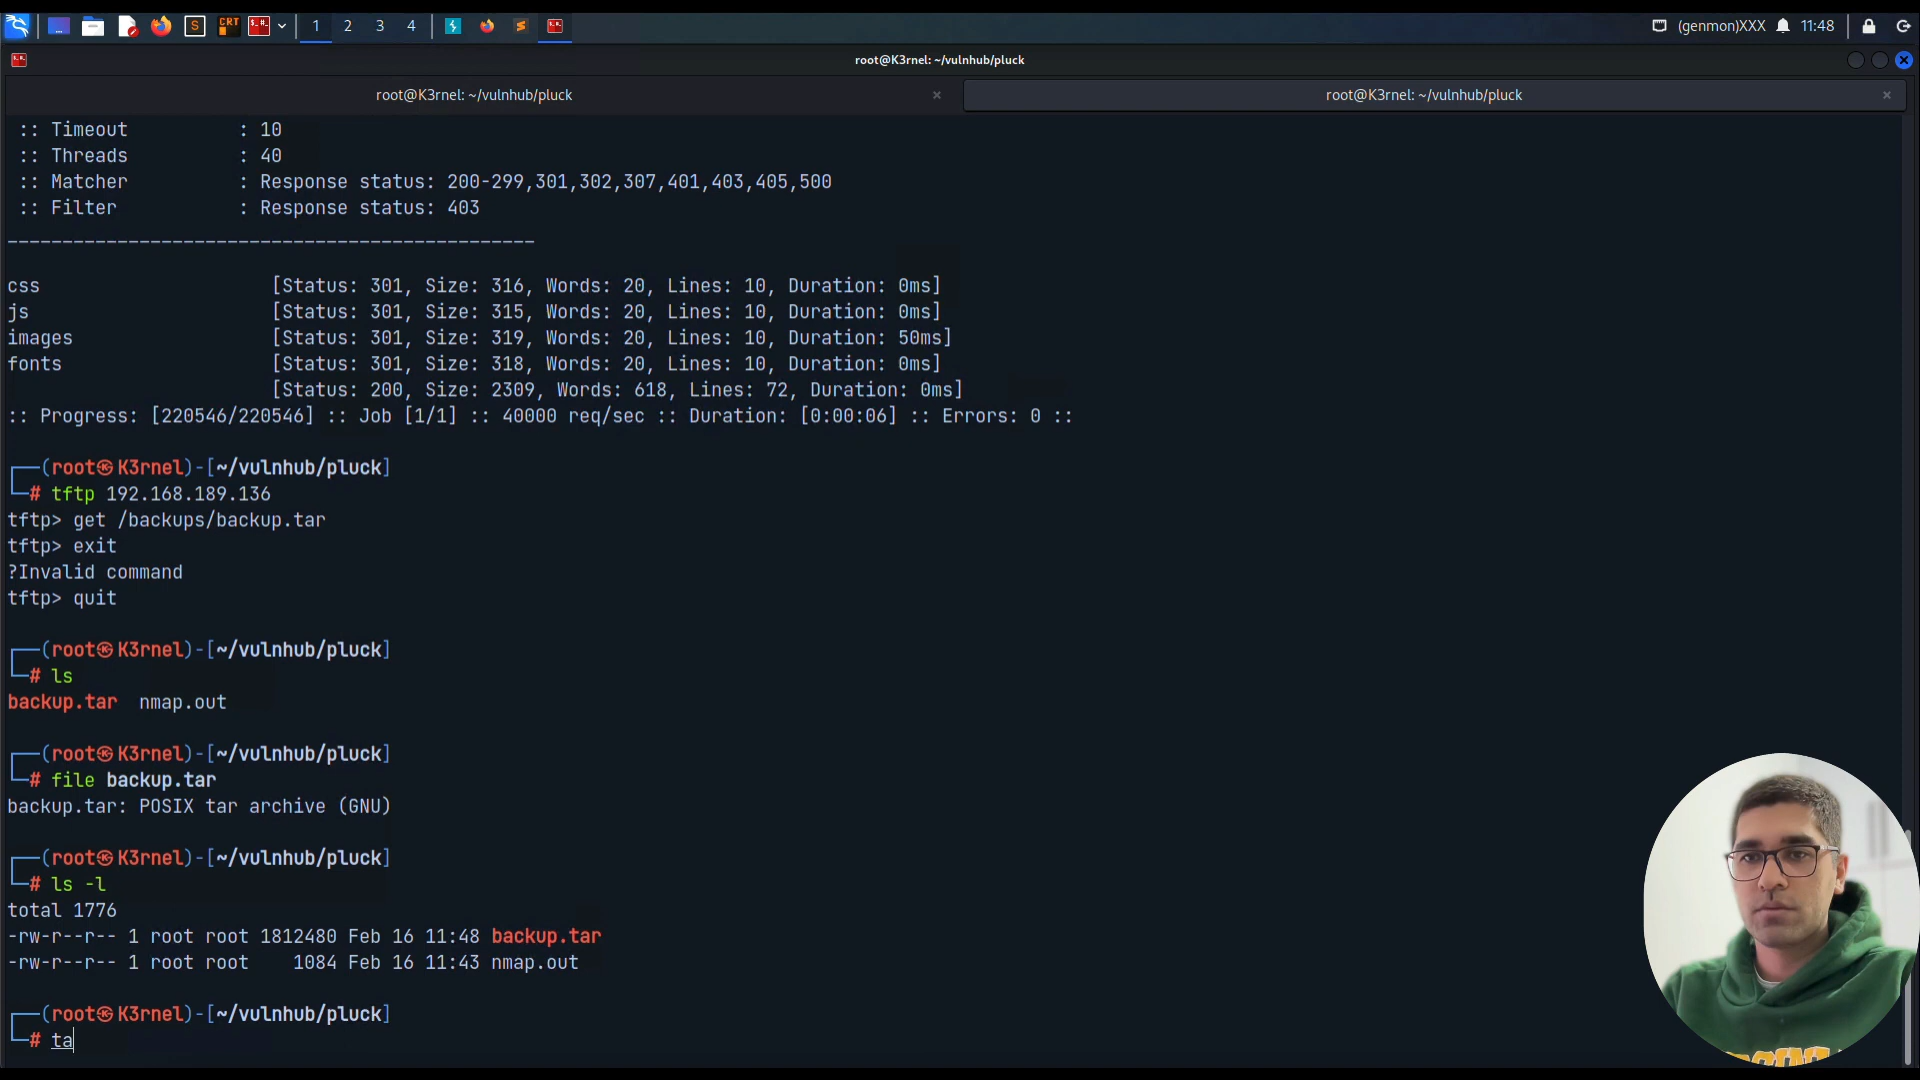 1 2 3 4 (genmon)XXX 11:48
root@K3rnel: ~/vulnhub/pluck
root@K3rnel: ~/vulnhub/pluck × root@K3rnel: ~/vulnhub/pluck ×
:: Timeout : 10
:: Threads : 40
:: Matcher : Response status: 200-299,301,302,307,401,403,405,500
:: Filter : Response status: 403
________________________________________________
css [Status: 301, Size: 316, Words: 20, Lines: 10, Duration: 0ms]
js [Status: 301, Size: 315, Words: 20, Lines: 10, Duration: 0ms]
images [Status: 301, Size: 319, Words: 20, Lines: 10, Duration: 50ms]
fonts [Status: 301, Size: 318, Words: 20, Lines: 10, Duration: 0ms]
[Status: 200, Size: 2309, Words: 618, Lines: 72, Duration: 0ms]
:: Progress: [220546/220546] :: Job [1/1] :: 40000 req/sec :: Duration: [0:00:06] :: Errors: 0 ::
┌──(root㉿K3rnel)-[~/vulnhub/pluck]
└─# tftp 192.168.189.136
tftp> get /backups/backup.tar
tftp> exit
?Invalid command
tftp> quit
┌──(root㉿K3rnel)-[~/vulnhub/pluck]
└─# ls
backup.tar nmap.out
┌──(root㉿K3rnel)-[~/vulnhub/pluck]
└─# file backup.tar
backup.tar: POSIX tar archive (GNU)
┌──(root㉿K3rnel)-[~/vulnhub/pluck]
└─# ls -l
total 1776
-rw-r--r-- 1 root root 1812480 Feb 16 11:48 backup.tar
-rw-r--r-- 1 root root 1084 Feb 16 11:43 nmap.out
┌──(root㉿K3rnel)-[~/vulnhub/pluck]
└─# ta